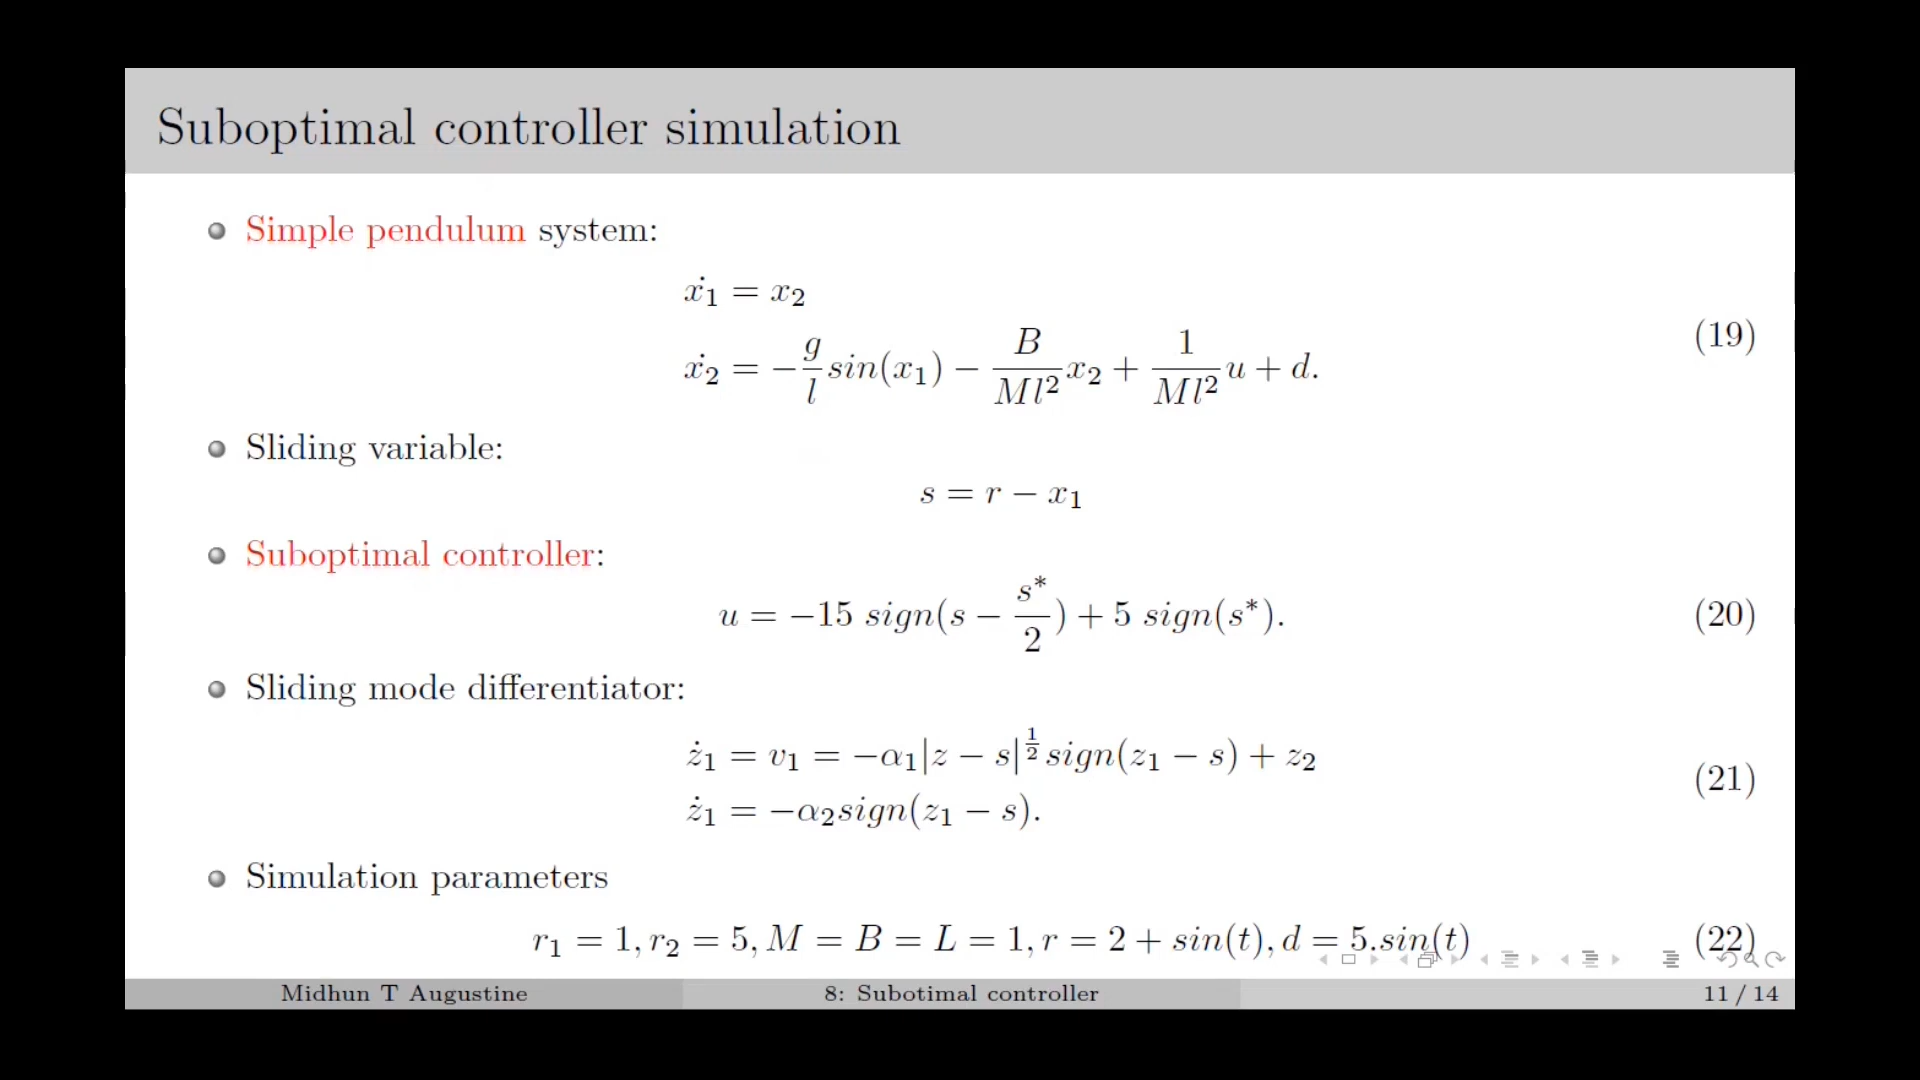 Suboptimal controller simulation
Simple pendulum system:
ẋ₁ = x₂
ẋ₂ = −g/l sin(x₁) − B/Ml² x₂ + 1/Ml² u + d. (19)
Sliding variable:
s = r − x₁
Suboptimal controller:
u = −15 sign(s − s*/2) + 5 sign(s*). (20)
Sliding mode differentiator:
ż₁ = v₁ = −α₁|z − s|^½ sign(z₁ − s) + z₂
ż₁ = −α₂sign(z₁ − s). (21)
Simulation parameters
r₁ = 1, r₂ = 5, M = B = L = 1, r = 2 + sin(t), d = 5.sin(t) (22)
Midhun T Augustine 8: Subotimal controller 11 / 14